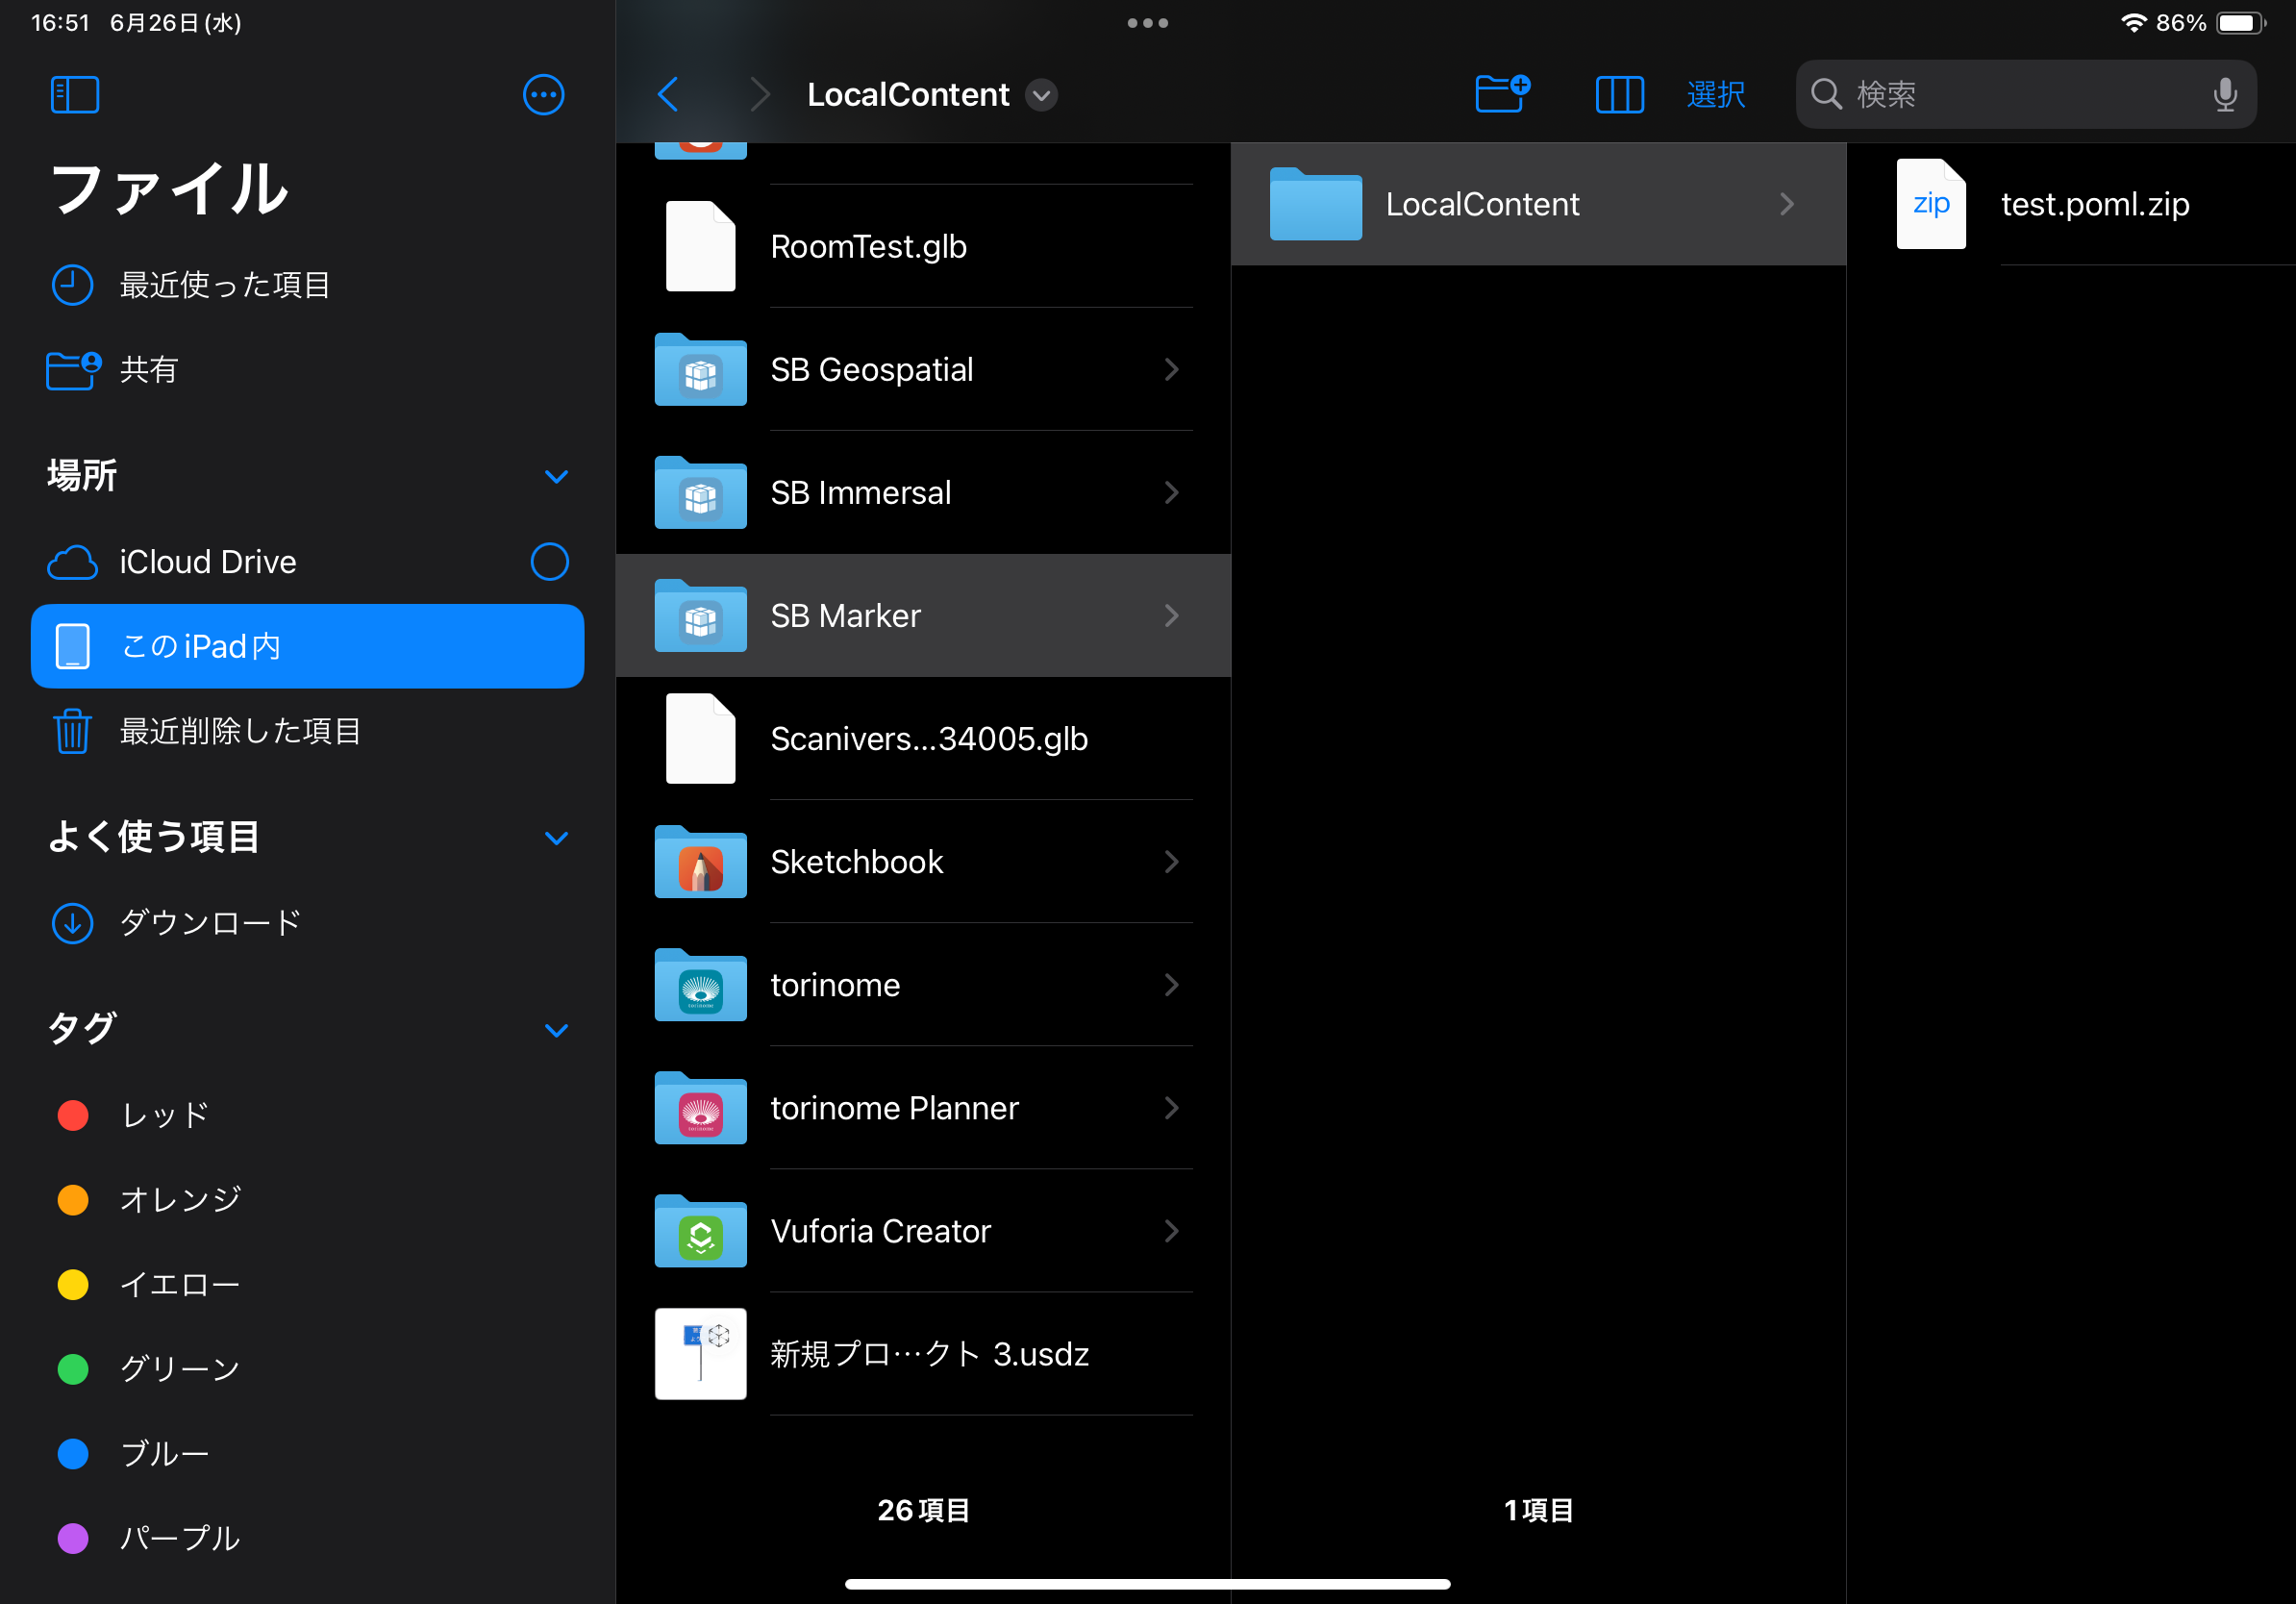 16:51 6月26日(水)
86%
ファイル
最近使った項目
共有
場所
iCloud Drive
このiPad内
最近削除した項目
よく使う項目
ダウンロード
タグ
レッド
オレンジ
イエロー
グリーン
ブルー
パープル
LocalContent
選択
検索
RoomTest.glb
SB Geospatial
SB Immersal
SB Marker
Scanivers...34005.glb
Sketchbook
torinome
torinome Planner
Vuforia Creator
新規プロ…クト 3.usdz
26項目
LocalContent
1項目
zip
test.poml.zip